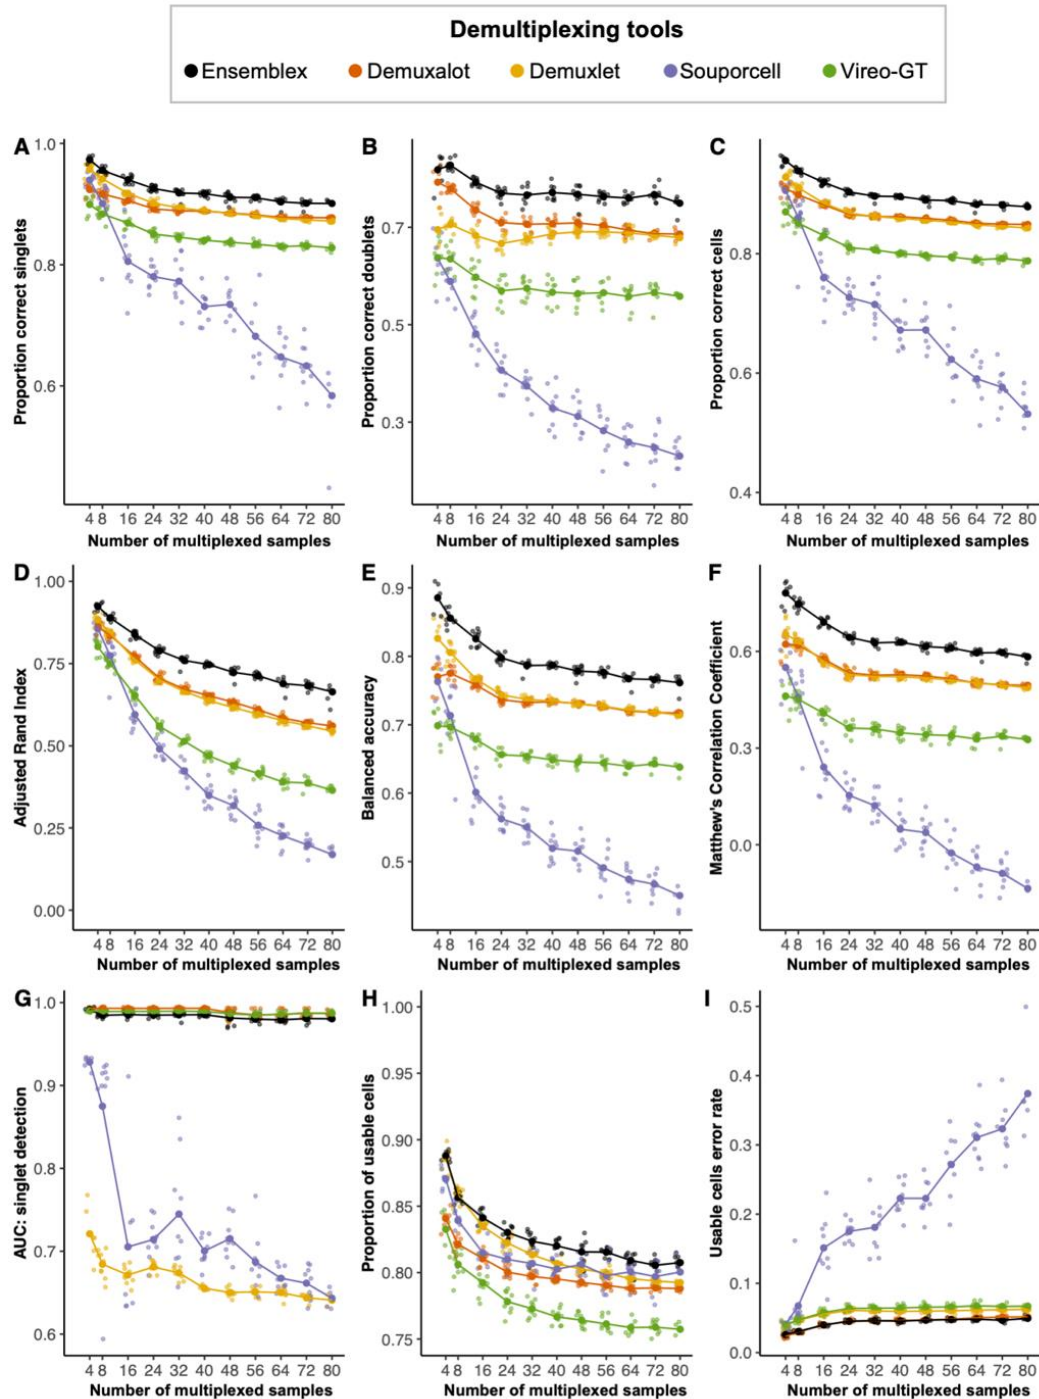 Demultiplexing tools
Ensemblex Demuxalot Demuxlet Souporcell Vireo-GT
A
Proportion correct singlets
1.0
0.8
0.6
4 8 16 24 32 40 48 56 64 72 80
Number of multiplexed samples
B
Proportion correct doublets
0.7
0.5
0.3
4 8 16 24 32 40 48 56 64 72 80
Number of multiplexed samples
C
Proportion correct cells
0.8
0.6
0.4
4 8 16 24 32 40 48 56 64 72 80
Number of multiplexed samples
D
Adjusted Rand Index
1.00
0.75
0.50
0.25
0.00
4 8 16 24 32 40 48 56 64 72 80
Number of multiplexed samples
E
Balanced accuracy
0.9
0.8
0.7
0.6
0.5
4 8 16 24 32 40 48 56 64 72 80
Number of multiplexed samples
F
Matthew's Correlation Coefficient
0.6
0.3
0.0
4 8 16 24 32 40 48 56 64 72 80
Number of multiplexed samples
G
AUC: singlet detection
1.0
0.9
0.8
0.7
0.6
4 8 16 24 32 40 48 56 64 72 80
Number of multiplexed samples
H
Proportion of usable cells
1.00
0.95
0.90
0.85
0.80
0.75
4 8 16 24 32 40 48 56 64 72 80
Number of multiplexed samples
I
Usable cells error rate
0.5
0.4
0.3
0.2
0.1
0.0
4 8 16 24 32 40 48 56 64 72 80
Number of multiplexed samples